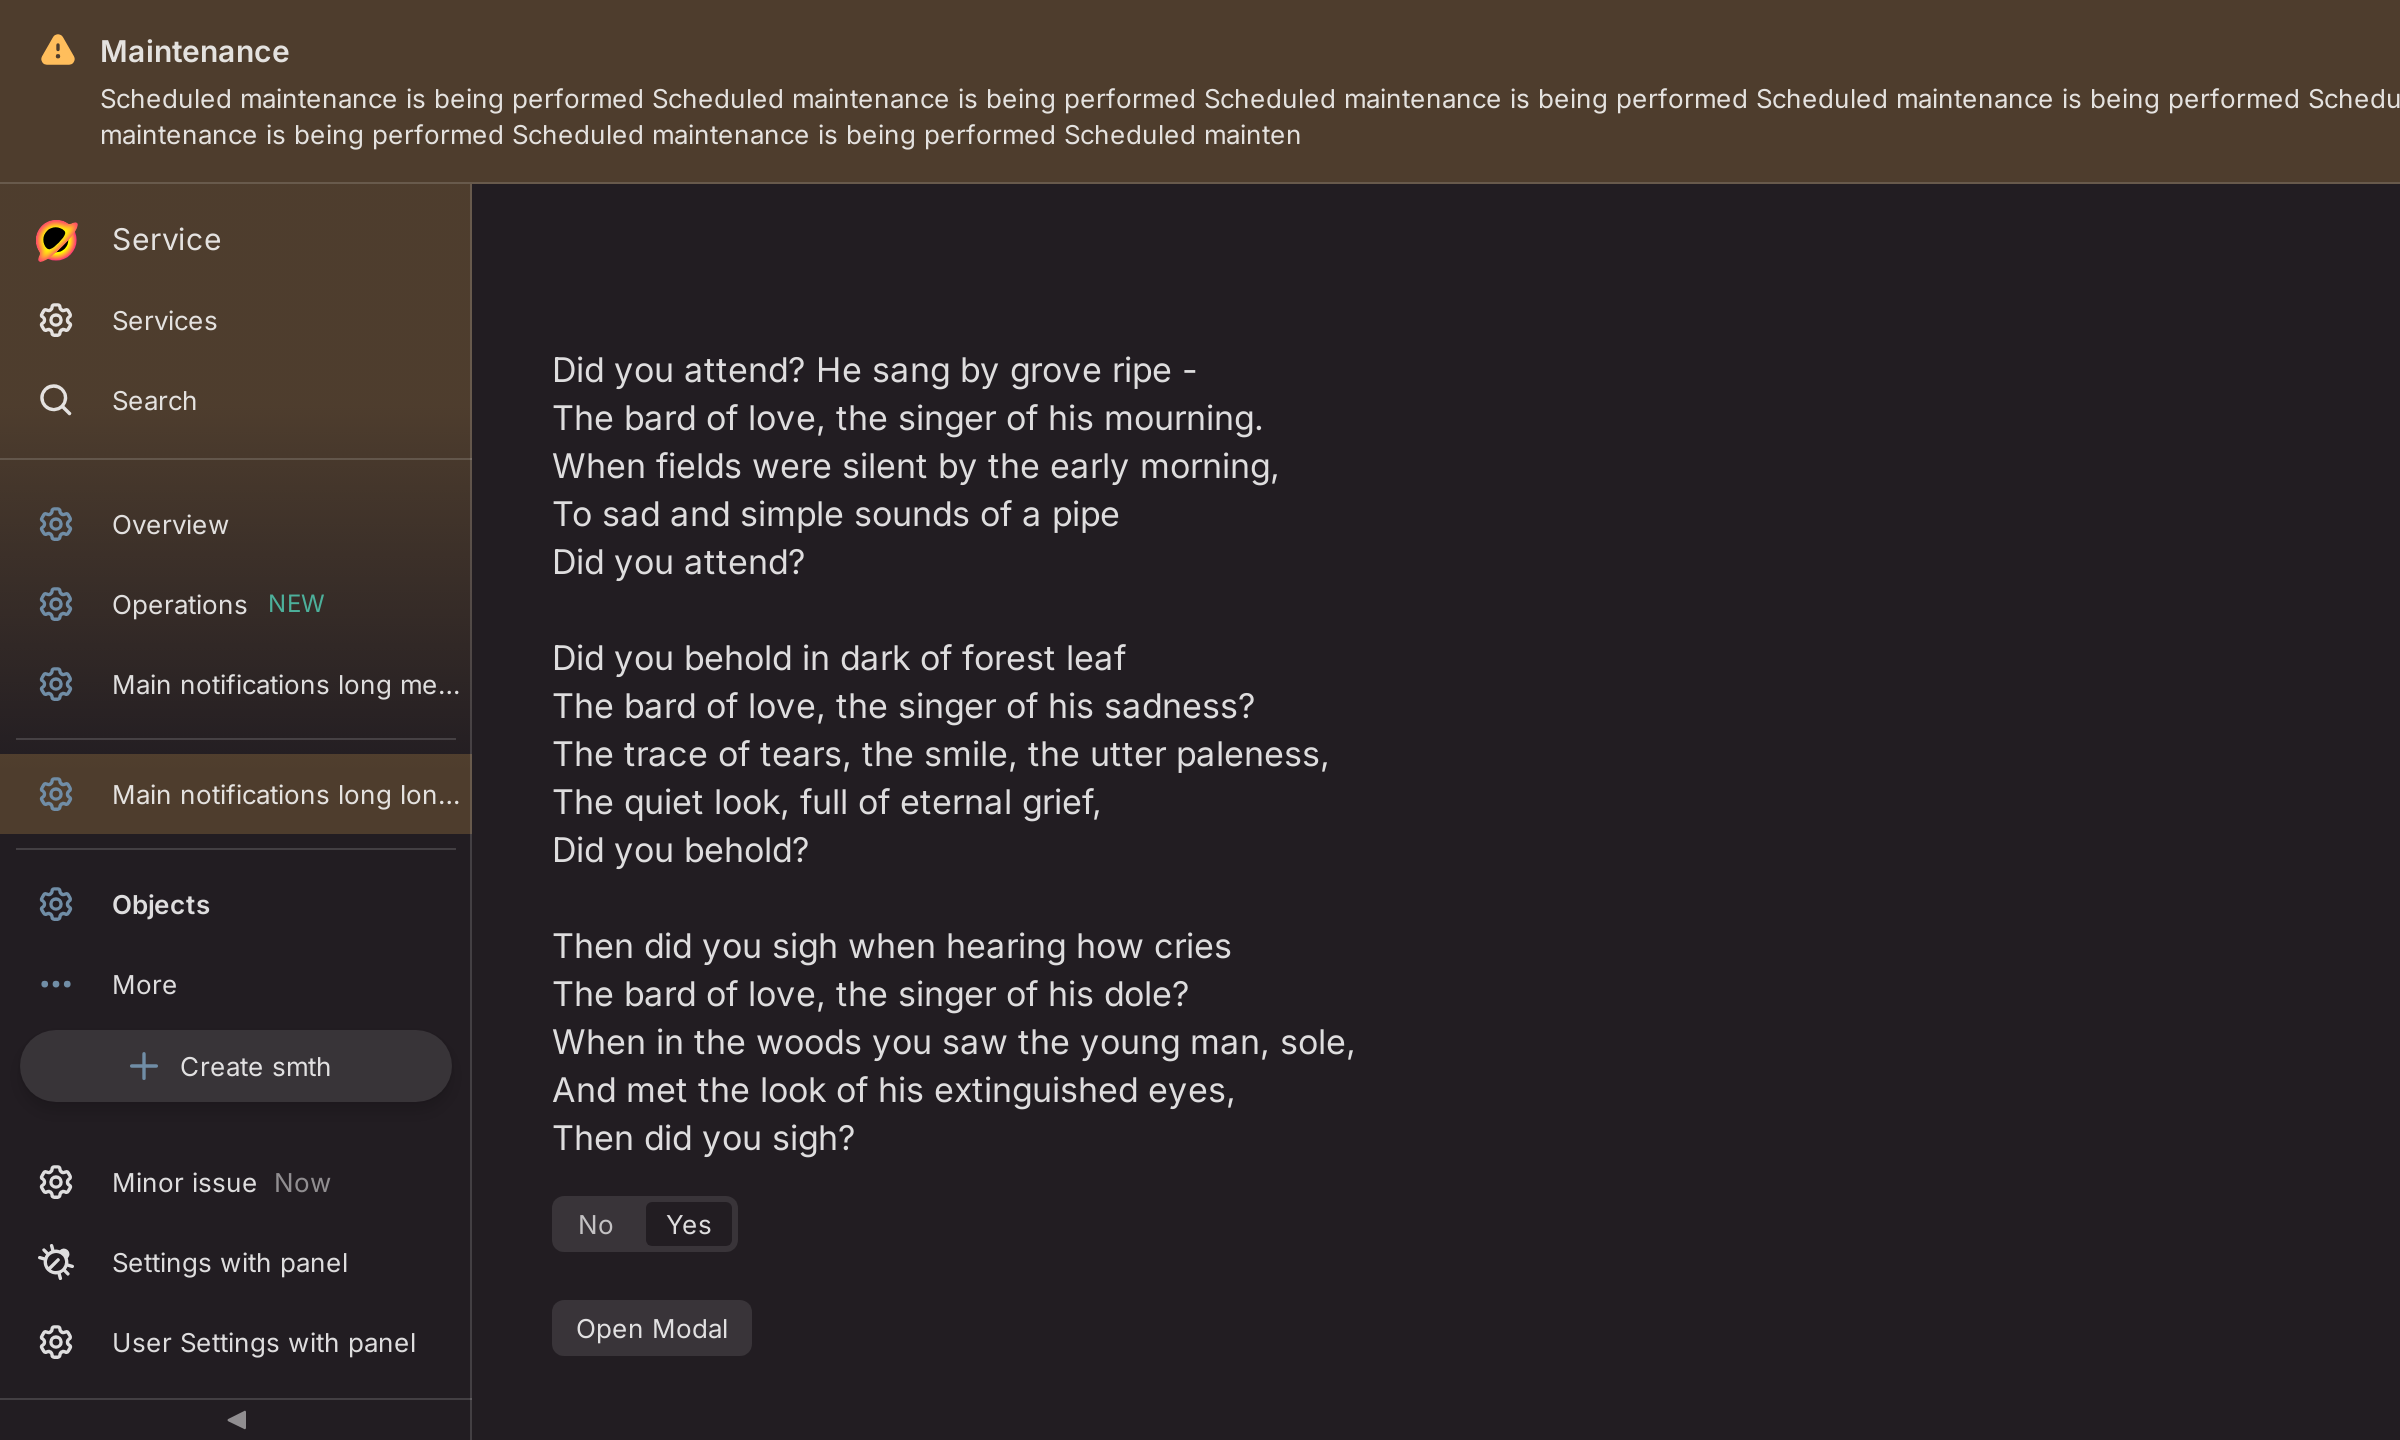 Maintenance
Scheduled maintenance is being performed Scheduled maintenance is being performed Scheduled maintenance is being performed Scheduled maintenance is being performed Schedu
maintenance is being performed Scheduled maintenance is being performed Scheduled mainten
Service
Services
Search
Overview
Operations NEW
Main notifications long me...
Main notifications long lon...
Objects
More
Create smth
Minor issue Now
Settings with panel
User Settings with panel
Did you attend? He sang by grove ripe -
The bard of love, the singer of his mourning.
When fields were silent by the early morning,
To sad and simple sounds of a pipe
Did you attend?
Did you behold in dark of forest leaf
The bard of love, the singer of his sadness?
The trace of tears, the smile, the utter paleness,
The quiet look, full of eternal grief,
Did you behold?
Then did you sigh when hearing how cries
The bard of love, the singer of his dole?
When in the woods you saw the young man, sole,
And met the look of his extinguished eyes,
Then did you sigh?
No Yes
Open Modal